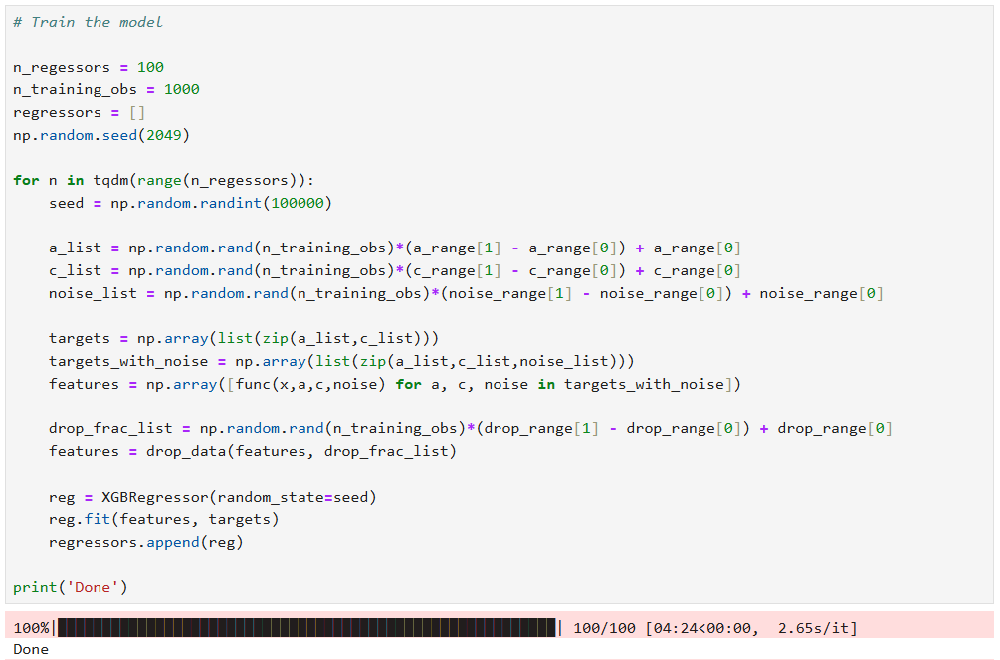 # Train the model
n_regessors = 100
n_training_obs = 1000
regressors = []
np.random.seed(2049)
for n in tqdm(range(n_regessors)):
    seed = np.random.randint(100000)
    a_list = np.random.rand(n_training_obs)*(a_range[1] - a_range[0]) + a_range[0]
    c_list = np.random.rand(n_training_obs)*(c_range[1] - c_range[0]) + c_range[0]
    noise_list = np.random.rand(n_training_obs)*(noise_range[1] - noise_range[0]) + noise_range[0]
    targets = np.array(list(zip(a_list,c_list)))
    targets_with_noise = np.array(list(zip(a_list,c_list,noise_list)))
    features = np.array([func(x,a,c,noise) for a, c, noise in targets_with_noise])
    drop_frac_list = np.random.rand(n_training_obs)*(drop_range[1] - drop_range[0]) + drop_range[0]
    features = drop_data(features, drop_frac_list)
    reg = XGBRegressor(random_state=seed)
    reg.fit(features, targets)
    regressors.append(reg)
print('Done')
100%|██████████| 100/100 [04:24<00:00,  2.65s/it]
Done